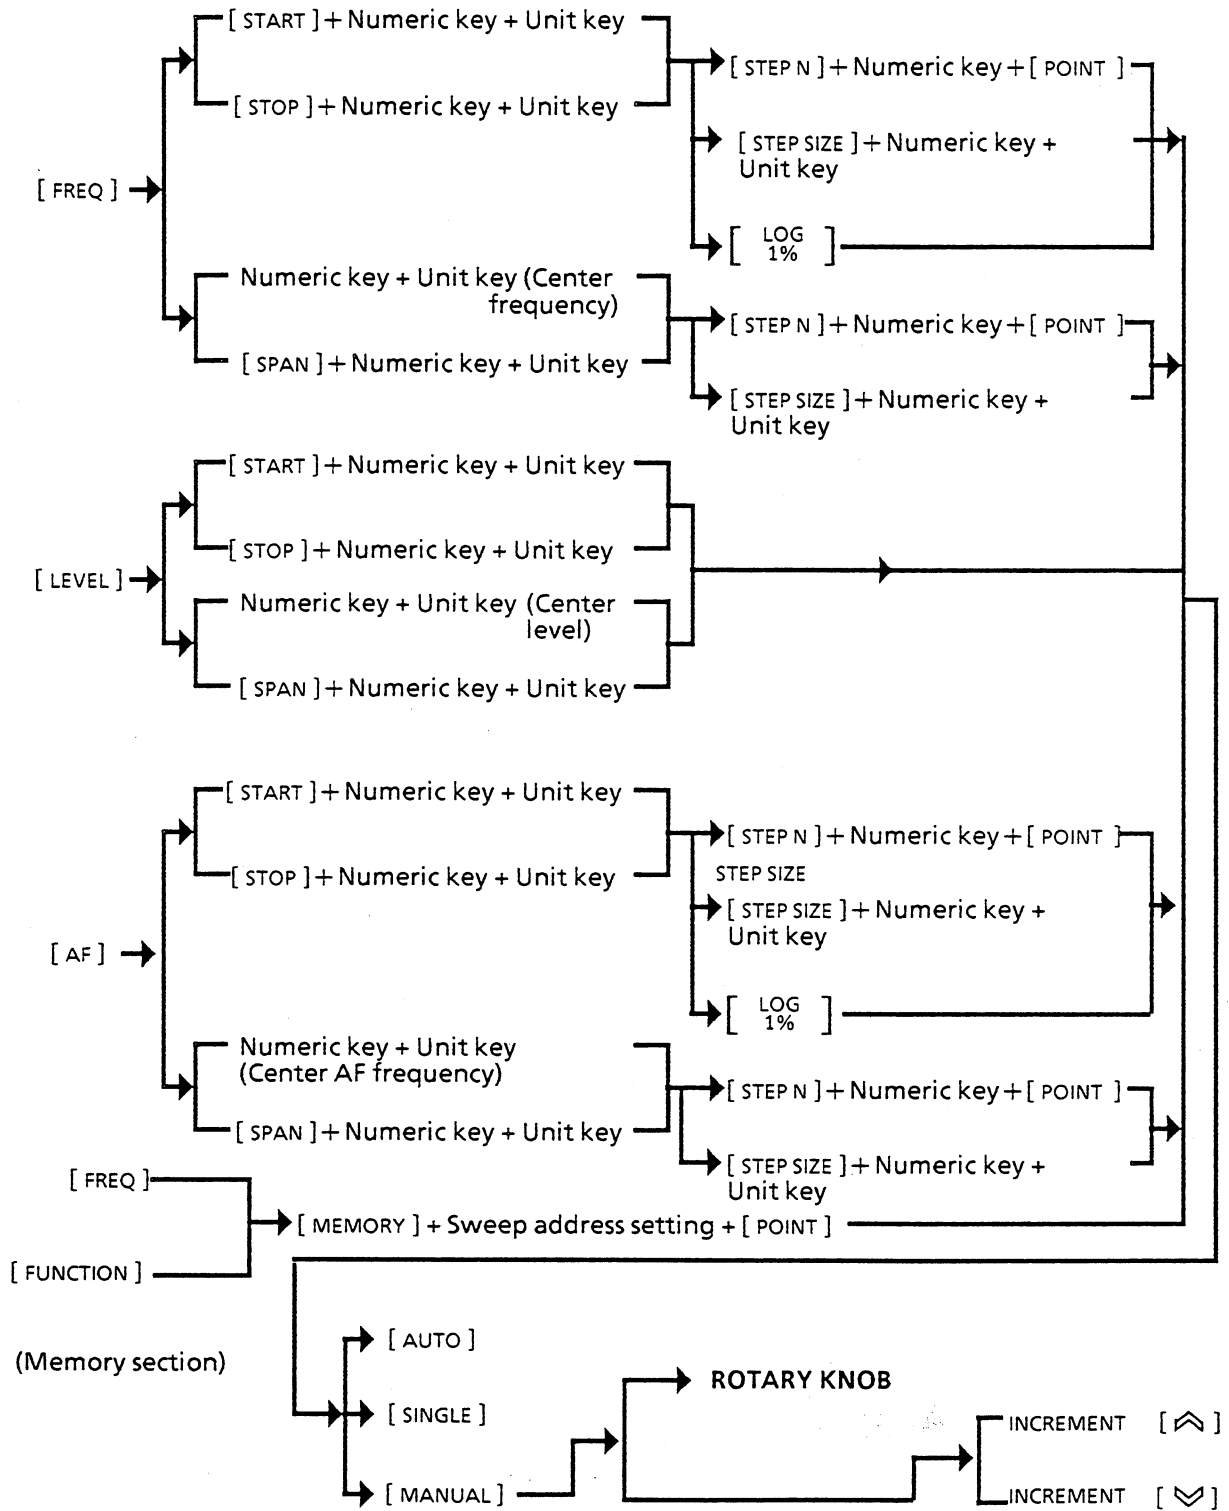 [ START ] + Numeric key + Unit key
[ STEP N ] + Numeric key + [ POINT ]
[ STOP ] + Numeric key + Unit key
[ STEP SIZE ] + Numeric key +
Unit key
[ FREQ ]
[ LOG
1% ]
Numeric key + Unit key (Center
frequency)
[ STEP N ] + Numeric key + [ POINT ]
[ SPAN ] + Numeric key + Unit key
[ STEP SIZE ] + Numeric key +
Unit key
[ START ] + Numeric key + Unit key
[ STOP ] + Numeric key + Unit key
[ LEVEL ]
Numeric key + Unit key (Center
level)
[ SPAN ] + Numeric key + Unit key
[ START ] + Numeric key + Unit key
[ STEP N ] + Numeric key + [ POINT ]
[ STOP ] + Numeric key + Unit key
STEP SIZE
[ STEP SIZE ] + Numeric key +
Unit key
[ AF ]
[ LOG
1% ]
Numeric key + Unit key
(Center AF frequency)
[ STEP N ] + Numeric key + [ POINT ]
[ SPAN ] + Numeric key + Unit key
[ STEP SIZE ] + Numeric key +
Unit key
[ FREQ ]
[ MEMORY ] + Sweep address setting + [ POINT ]
[ FUNCTION ]
[ AUTO ]
(Memory section)
ROTARY KNOB
[ SINGLE ]
INCREMENT [ ︽ ]
[ MANUAL ]
INCREMENT [ ︾ ]